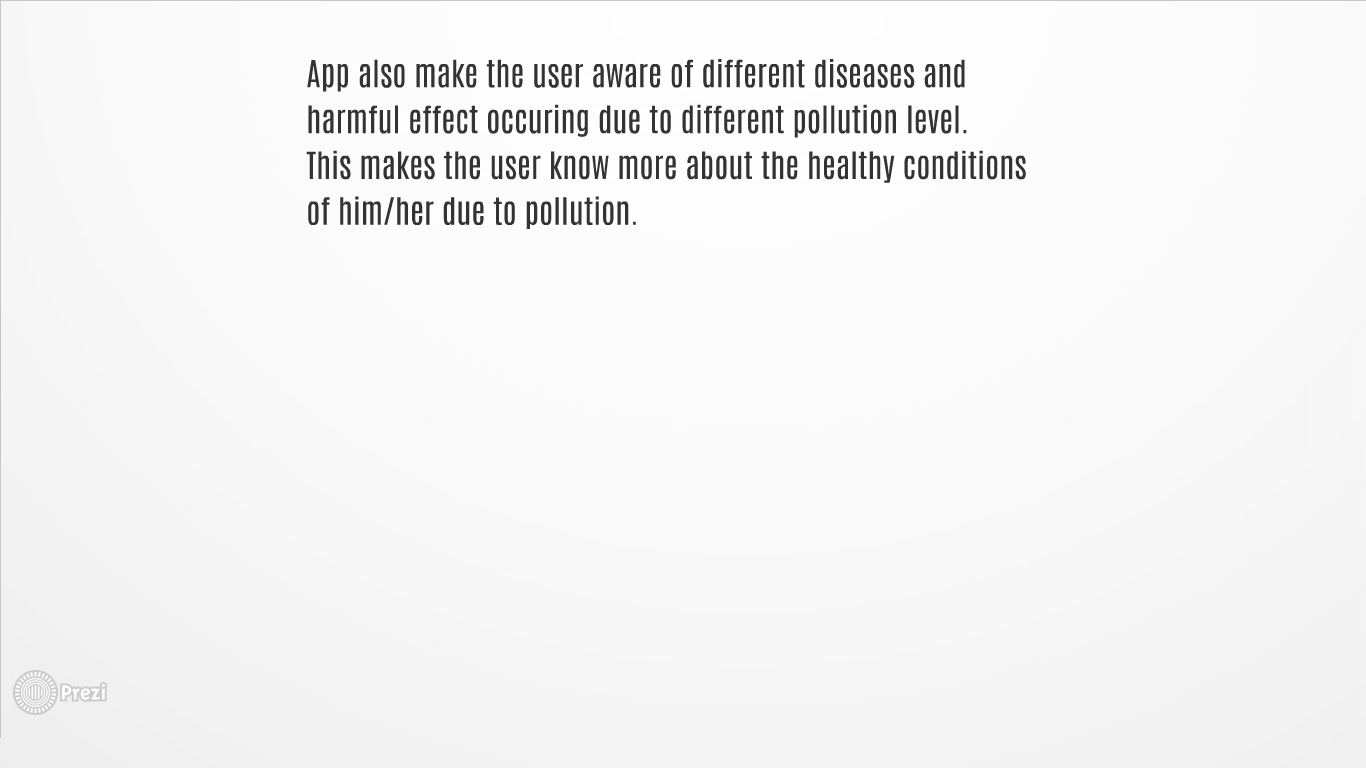 App also make the user aware of different diseases and
harmful effect occuring due to different pollution level.
This makes the user know more about the healthy conditions
of him/her due to pollution.
Prezi